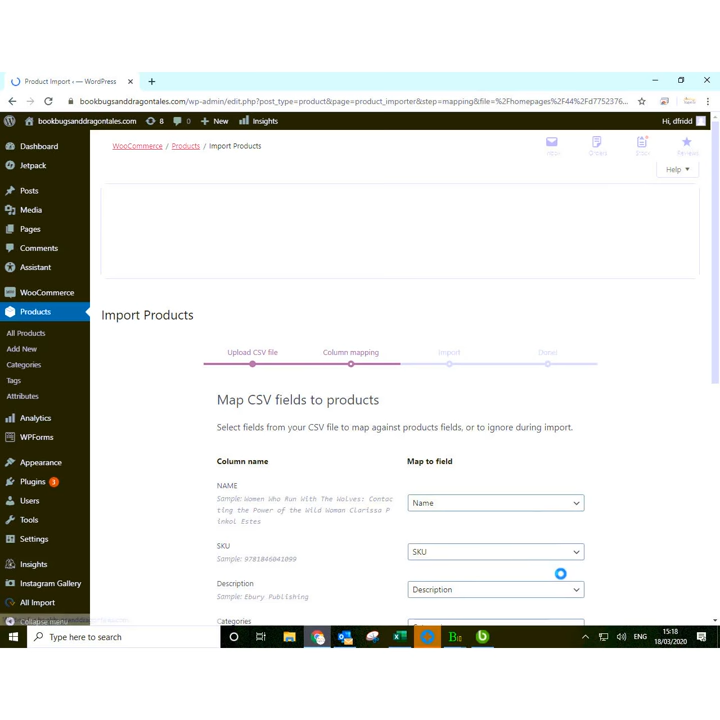 Product Import ‹ — WordPress
bookbugsanddragontales.com/wp-admin/edit.php?post_type=product&page=product_importer&step=mapping&file=%2Fhomepages%2F44%2Fd7752376...
bookbugsanddragontales.com 8 0 New Insights Hi, dfridd
WooCommerce / Products / Import Products
Inbox Orders Stock Reviews
Help
Dashboard
Jetpack
Posts
Media
Pages
Comments
Assistant
WooCommerce
Products
All Products
Add New
Categories
Tags
Attributes
Analytics
WPForms
Appearance
Plugins 3
Users
Tools
Settings
Insights
Instagram Gallery
All Import
Collapse menu
Import Products
Upload CSV file Column mapping Import Done!
Map CSV fields to products
Select fields from your CSV file to map against products fields, or to ignore during import.
Column name Map to field
NAME
Sample: Women Who Run With The Wolves: Contac
ting the Power of the Wild Woman Clarissa P
inkol Estes
Name
SKU
Sample: 9781846041099
SKU
Description
Sample: Ebury Publishing
Description
Categories
Type here to search
ENG
15:18
18/03/2020